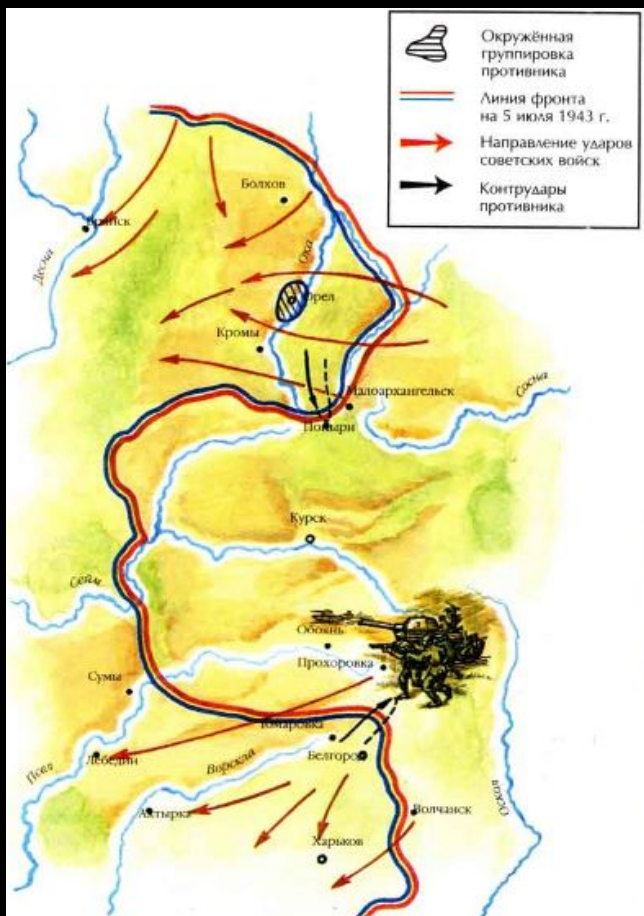 Окружённая
группировка
противника
Линия фронта
на 5 июля 1943 г.
Направление ударов
советских войск
Контрудары
противника
Болхов
Брянск
Десна
Ока
Орел
Кромы
Малоархангельск
Сосна
Поныри
Курск
Сейм
Обоянь
Прохоровка
Сумы
Томаровка
Лебедин
Ворскла
Белгород
Псел
Ахтырка
Волчанск
Оскол
Харьков